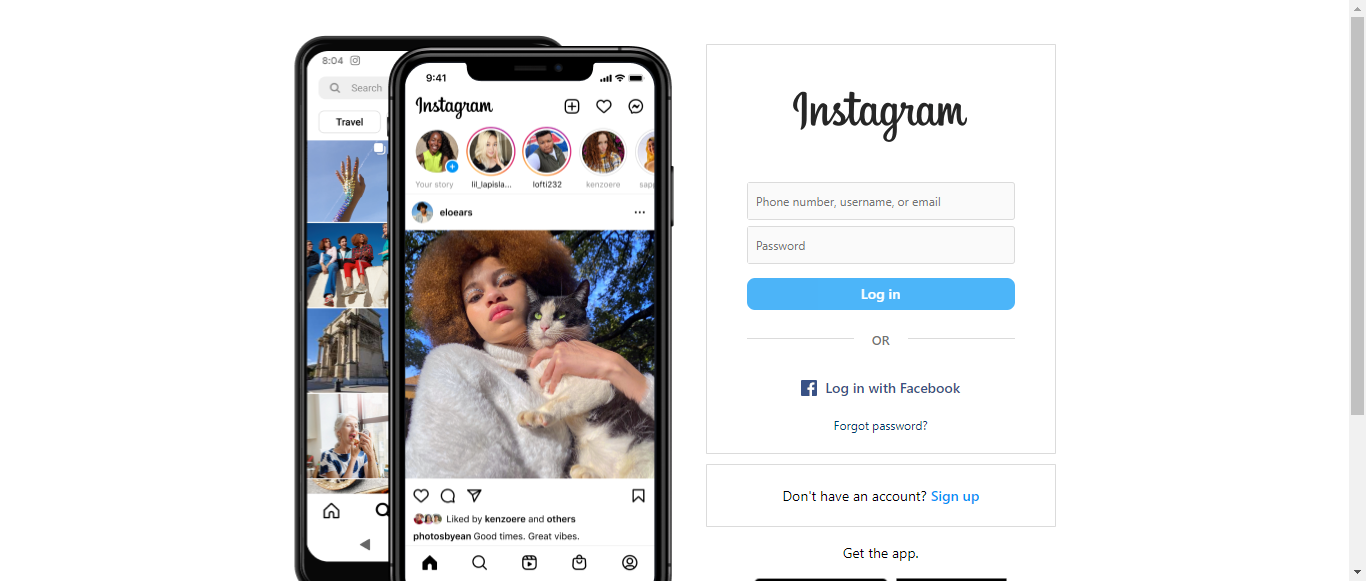 8:04
Search
Travel
9:41
Instagram
Your story
lil_lapisla...
lofti232
kenzoere
sapp
eloears
Liked by kenzoere and others
photosbyean Good times. Great vibes.
Instagram
Phone number, username, or email
Password
Log in
OR
Log in with Facebook
Forgot password?
Don't have an account? Sign up
Get the app.